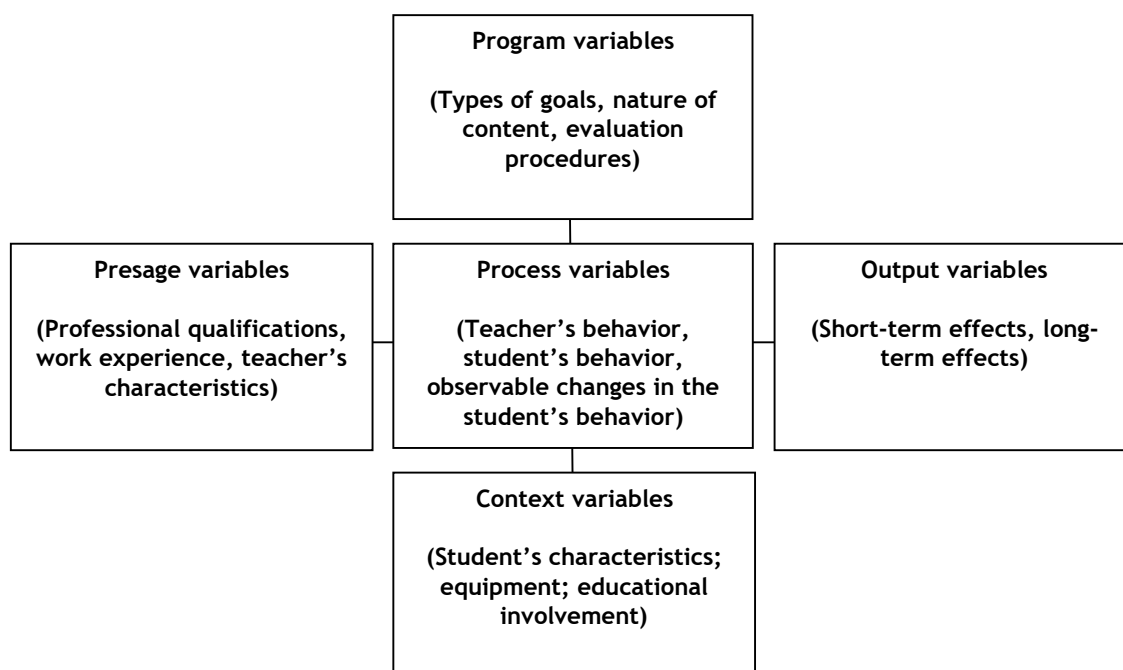 Program variables
(Types of goals, nature of
content, evaluation
procedures)
Presage variables
(Professional qualifications,
work experience, teacher’s
characteristics)
Process variables
(Teacher’s behavior,
student’s behavior,
observable changes in the
student’s behavior)
Output variables
(Short-term effects, long-
term effects)
Context variables
(Student’s characteristics;
equipment; educational
involvement)